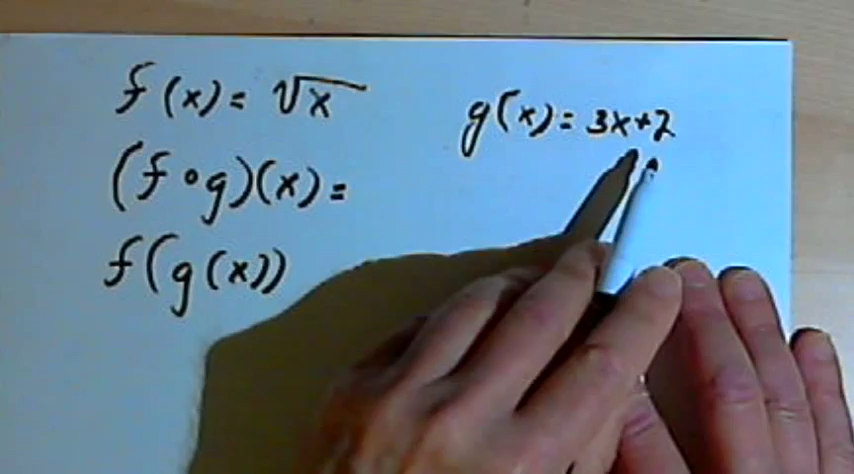 f(x) = √x
g(x) = 3x+2
(f∘g)(x) =
f(g(x))